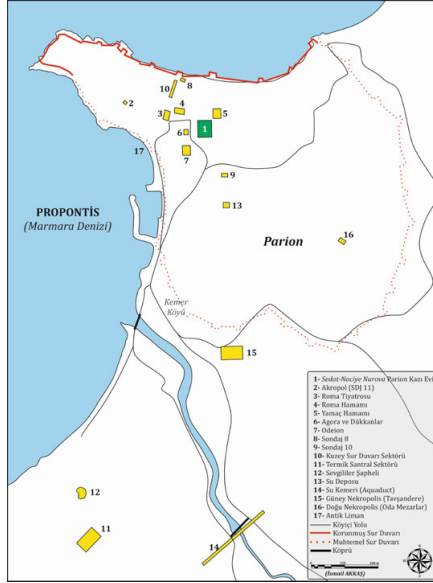 8
10
2
3
4
5
1
6
7
17
9
13
PROPONTİS
(Marmara Denizi)
Parion
16
Kemer
Köyü
15
12
11
14
1- Sedat-Naciye Nurova Parion Kazı Evi
2- Akropol (SDJ 11)
3- Roma Tiyatrosu
4- Roma Hamamı
5- Yamaç Hamamı
6- Agora ve Dükkanlar
7- Odeion
8- Sondaj 8
9- Sondaj 10
10- Kuzey Sur Duvarı Sektörü
11- Termik Santral Sektörü
12- Sevgililer Şapheli
13- Su Deposu
14- Su Kemeri (Aquaduct)
15- Güney Nekropolis (Tavşandere)
16- Doğu Nekropolis (Oda Mezarlar)
17- Antik Liman
Köyiçi Yolu
Korunmuş Sur Duvarı
Muhtemel Sur Duvarı
Köprü
(İsmail AKKAŞ)